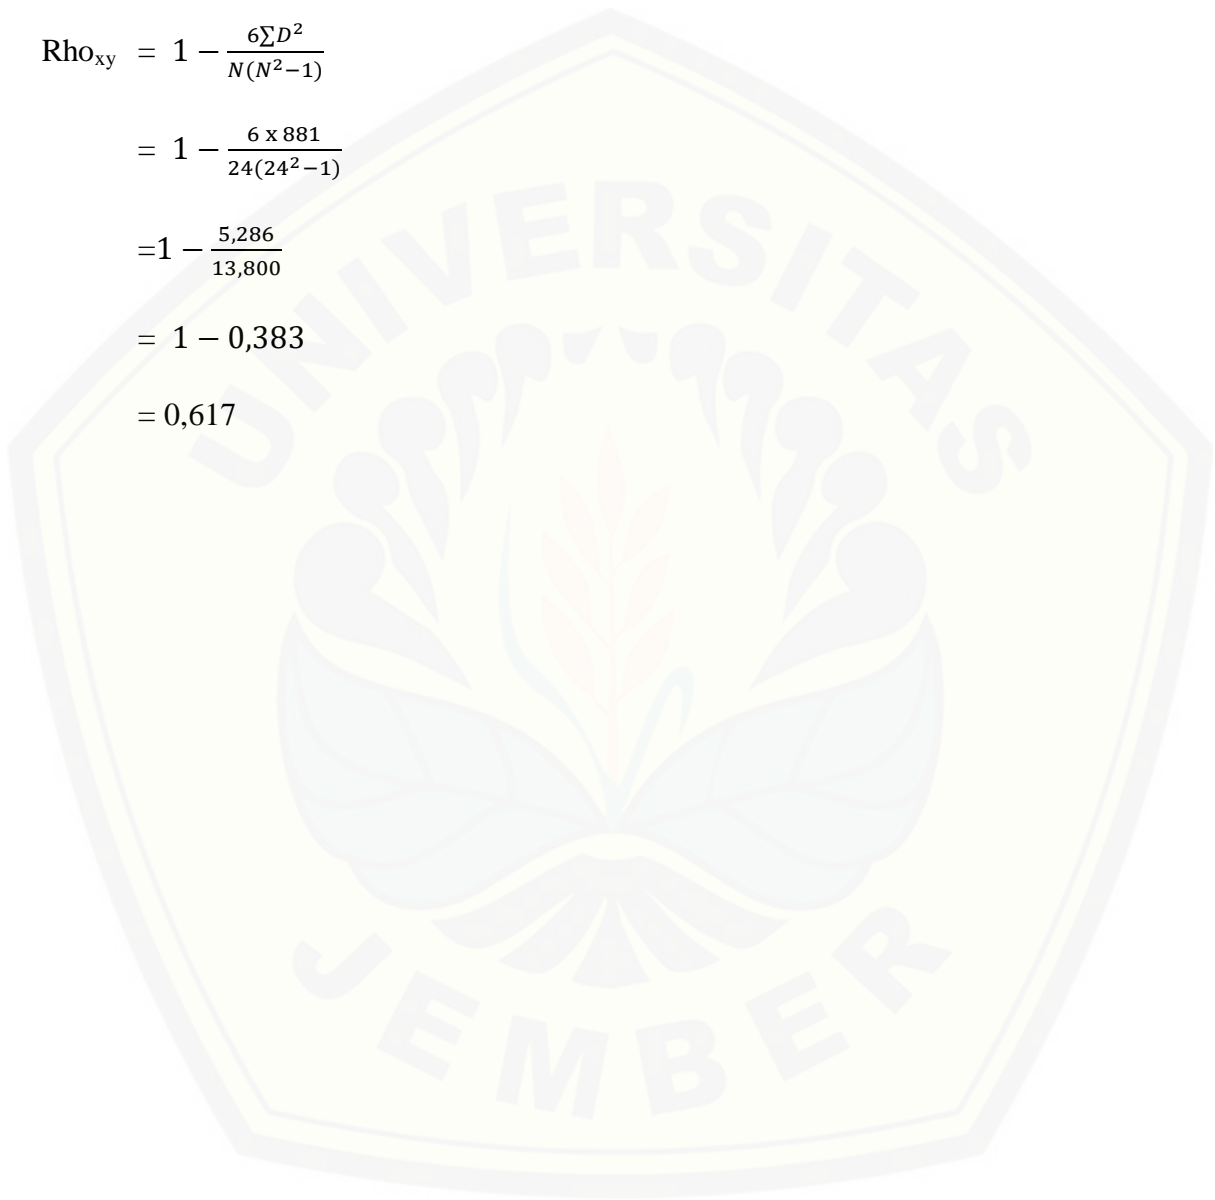 Rhoxy = 1 − 6∑D²/N(N²−1)
= 1 − 6 x 881/24(24²−1)
=1 − 5,286/13,800
= 1 − 0,383
= 0,617
UNIVERSITAS
JEMBER